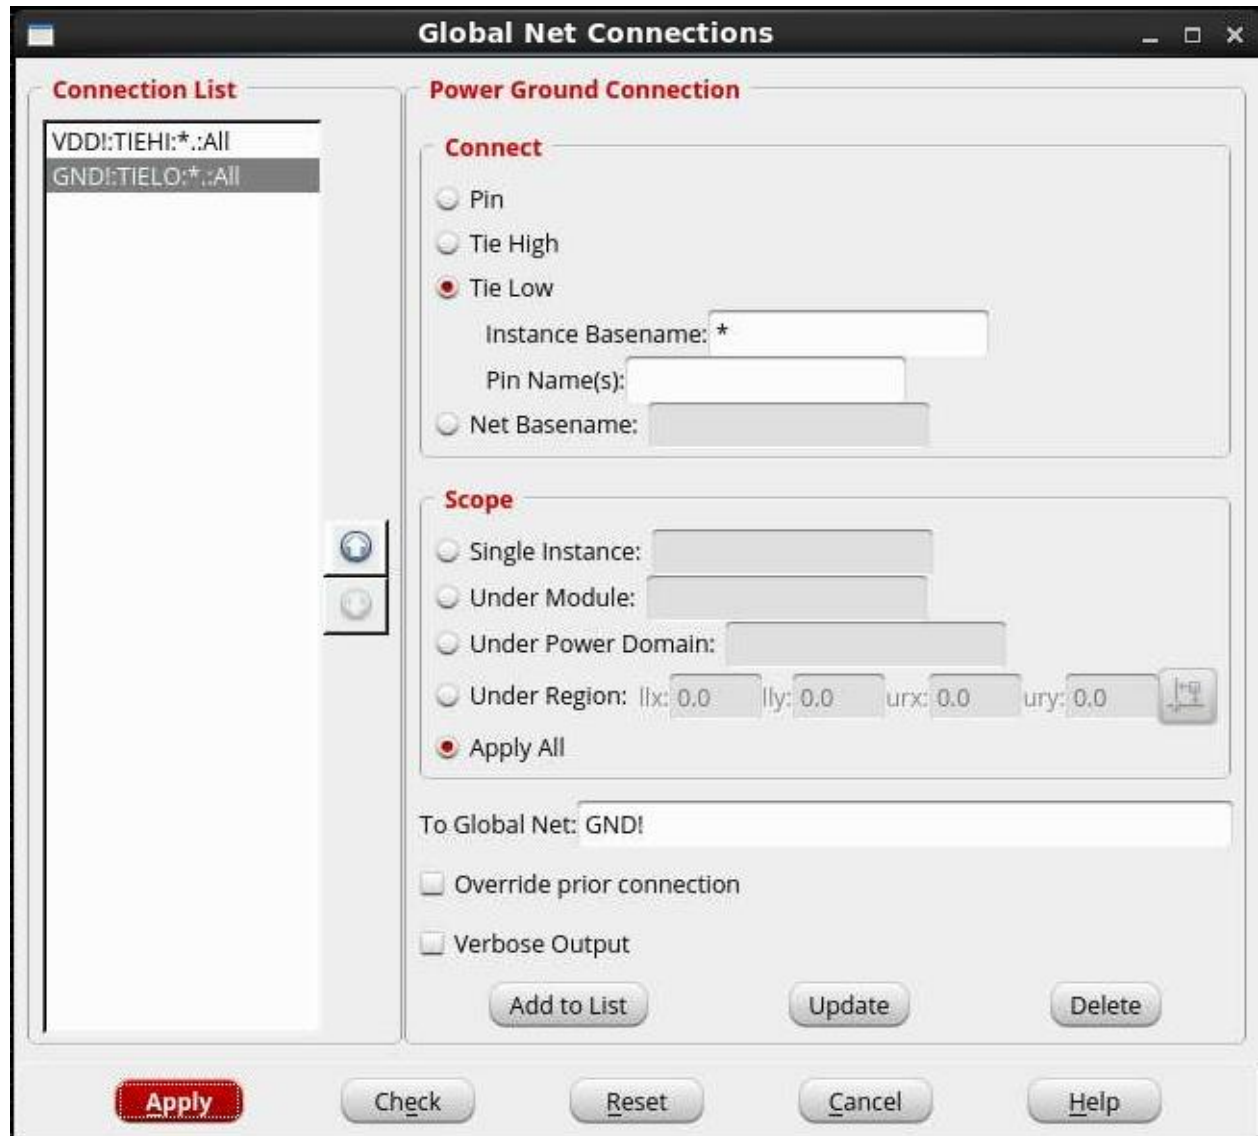 Global Net Connections
Connection List
VDD!:TIEHI:*.:All
GND!:TIELO:*.:All
Power Ground Connection
Connect
Pin
Tie High
Tie Low
Instance Basename: *
Pin Name(s):
Net Basename:
Scope
Single Instance:
Under Module:
Under Power Domain:
Under Region: llx: 0.0 lly: 0.0 urx: 0.0 ury: 0.0
Apply All
To Global Net: GND!
Override prior connection
Verbose Output
Add to List Update Delete
Apply Check Reset Cancel Help